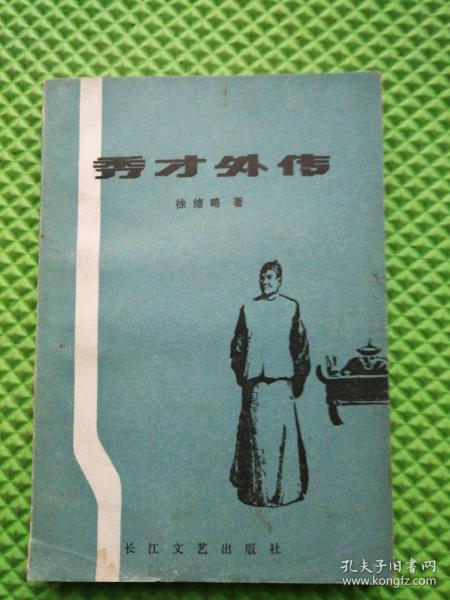 秀才外传
徐绪略 著
长江文艺出版社
孔夫子旧书网
www.kongfz.com